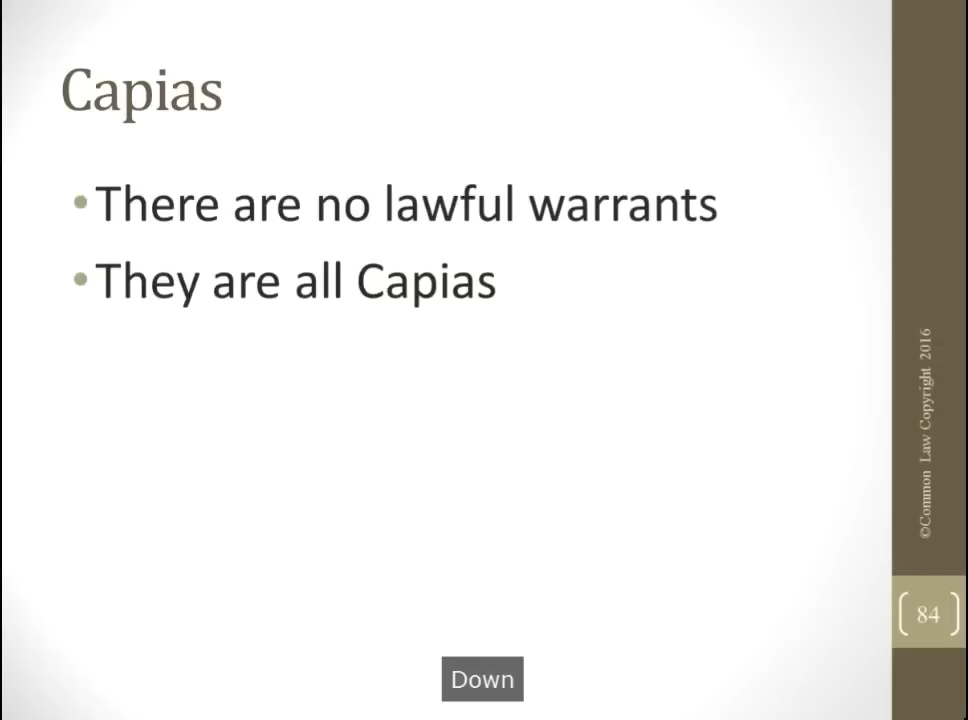 Capias
•There are no lawful warrants
•They are all Capias
©Common Law Copyright 2016
84
Down